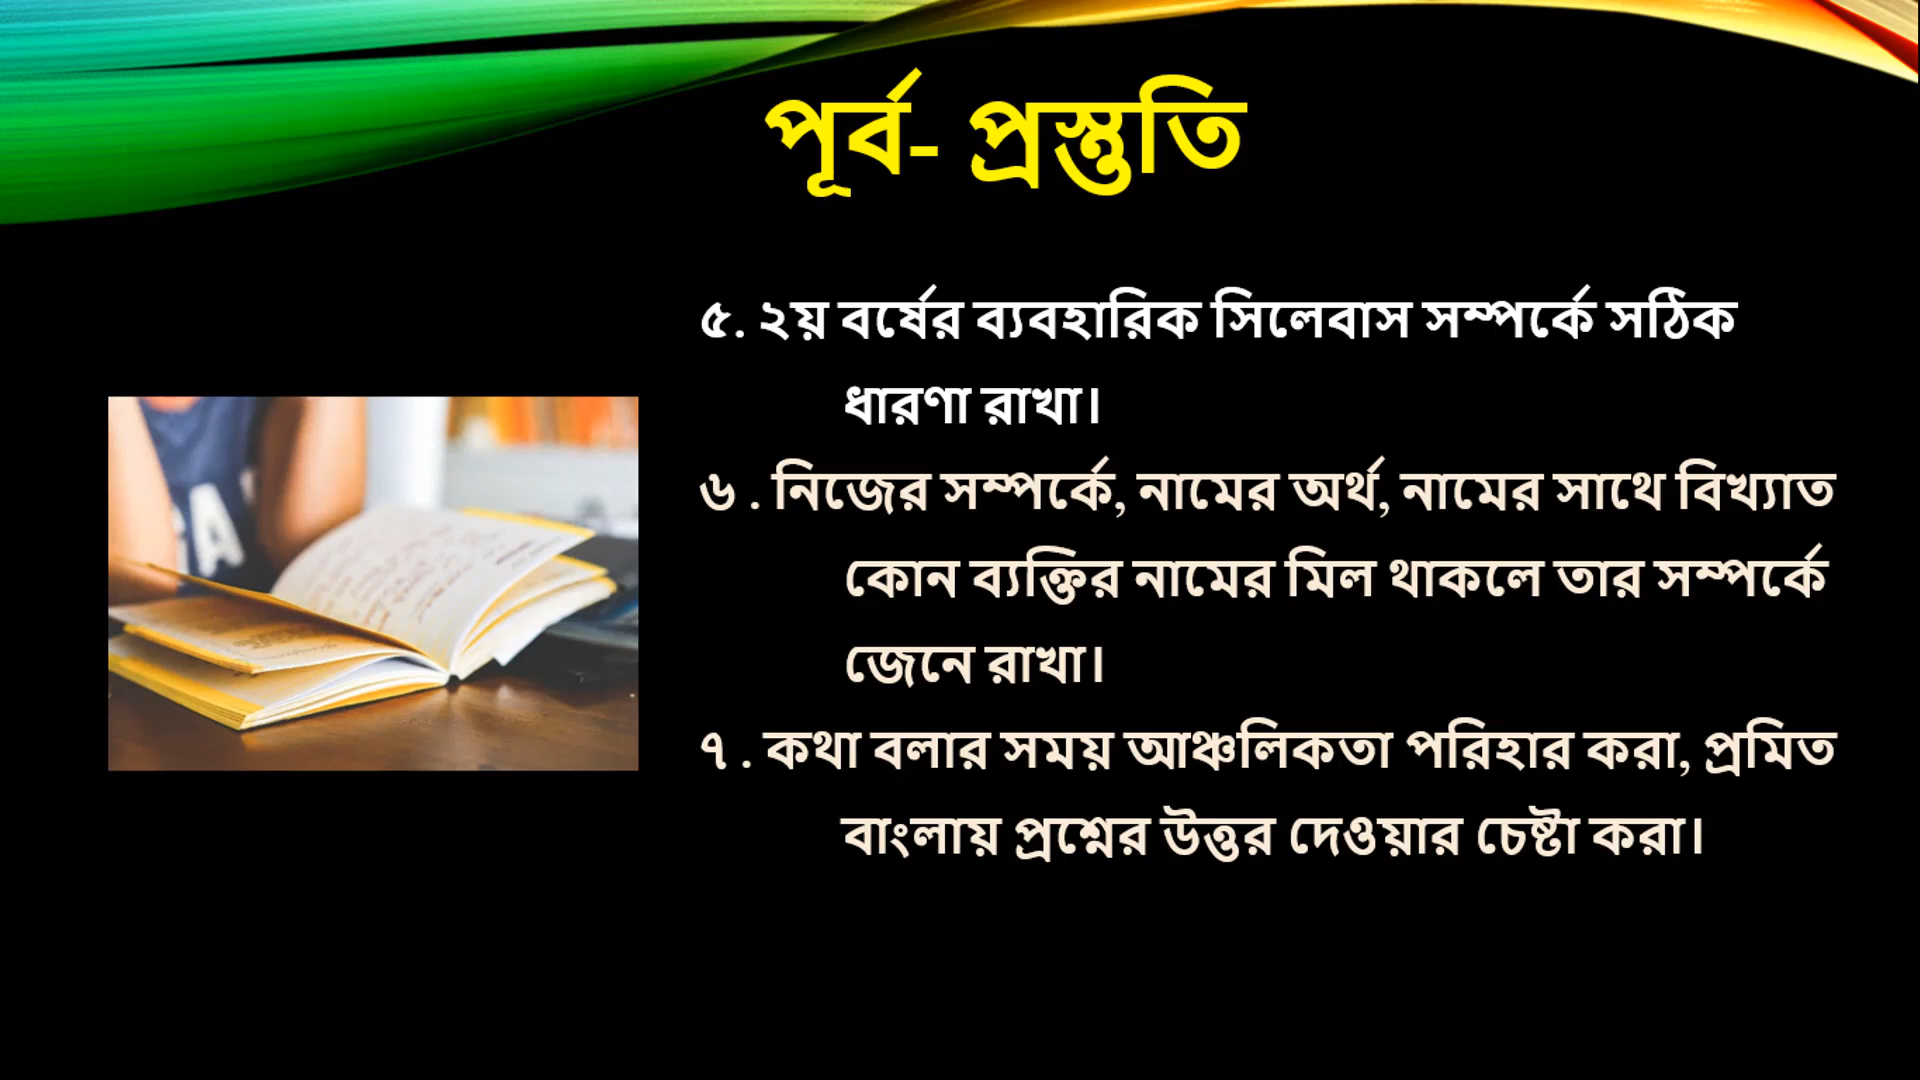 পূর্ব- প্রস্তুতি
৫. ২য় বর্ষের ব্যবহারিক সিলেবাস সম্পর্কে সঠিক
ধারণা রাখা।
৬ . নিজের সম্পর্কে, নামের অর্থ, নামের সাথে বিখ্যাত
কোন ব্যক্তির নামের মিল থাকলে তার সম্পর্কে
জেনে রাখা।
৭ . কথা বলার সময় আঞ্চলিকতা পরিহার করা, প্রমিত
বাংলায় প্রশ্নের উত্তর দেওয়ার চেষ্টা করা।